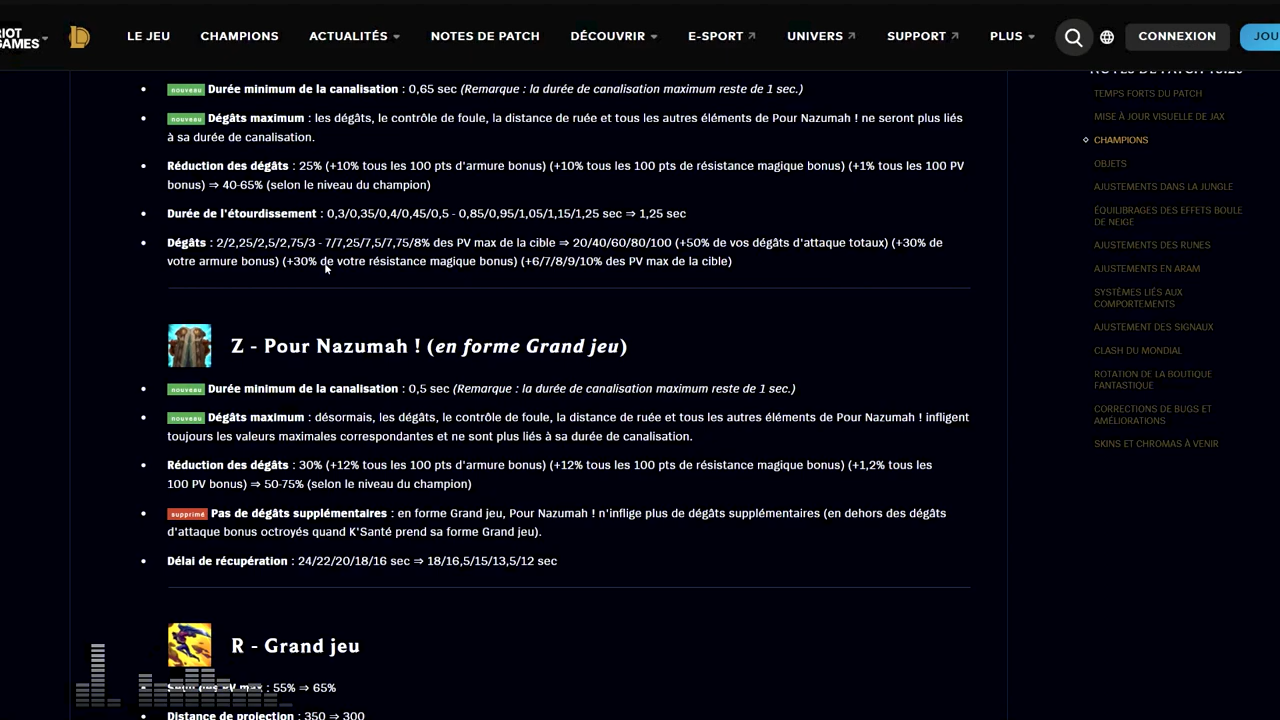 RIOT
GAMES
LE JEU
CHAMPIONS
ACTUALITÉS
NOTES DE PATCH
DÉCOUVRIR
E-SPORT
UNIVERS
SUPPORT
PLUS
CONNEXION
JOU
nouveau Durée minimum de la canalisation : 0,65 sec (Remarque : la durée de canalisation maximum reste de 1 sec.)
nouveau Dégâts maximum : les dégâts, le contrôle de foule, la distance de ruée et tous les autres éléments de Pour Nazumah ! ne seront plus liés
à sa durée de canalisation.
Réduction des dégâts : 25% (+10% tous les 100 pts d'armure bonus) (+10% tous les 100 pts de résistance magique bonus) (+1% tous les 100 PV
bonus) ⇒ 40-65% (selon le niveau du champion)
Durée de l'étourdissement : 0,3/0,35/0,4/0,45/0,5 - 0,85/0,95/1,05/1,15/1,25 sec ⇒ 1,25 sec
Dégâts : 2/2,25/2,5/2,75/3 - 7/7,25/7,5/7,75/8% des PV max de la cible ⇒ 20/40/60/80/100 (+50% de vos dégâts d'attaque totaux) (+30% de
votre armure bonus) (+30% de votre résistance magique bonus) (+6/7/8/9/10% des PV max de la cible)
Z - Pour Nazumah ! (en forme Grand jeu)
nouveau Durée minimum de la canalisation : 0,5 sec (Remarque : la durée de canalisation maximum reste de 1 sec.)
nouveau Dégâts maximum : désormais, les dégâts, le contrôle de foule, la distance de ruée et tous les autres éléments de Pour Nazumah ! infligent
toujours les valeurs maximales correspondantes et ne sont plus liés à sa durée de canalisation.
Réduction des dégâts : 30% (+12% tous les 100 pts d'armure bonus) (+12% tous les 100 pts de résistance magique bonus) (+1,2% tous les
100 PV bonus) ⇒ 50-75% (selon le niveau du champion)
supprimé Pas de dégâts supplémentaires : en forme Grand jeu, Pour Nazumah ! n'inflige plus de dégâts supplémentaires (en dehors des dégâts
d'attaque bonus octroyés quand K'Santé prend sa forme Grand jeu).
Délai de récupération : 24/22/20/18/16 sec ⇒ 18/16,5/15/13,5/12 sec
R - Grand jeu
PV max : 55% ⇒ 65%
Distance de projection : 350 ⇒ 300
NOTES DE PATCH
TEMPS FORTS DU PATCH
MISE À JOUR VISUELLE DE JAX
CHAMPIONS
OBJETS
AJUSTEMENTS DANS LA JUNGLE
ÉQUILIBRAGES DES EFFETS BOULE
DE NEIGE
AJUSTEMENTS DES RUNES
AJUSTEMENTS EN ARAM
SYSTÈMES LIÉS AUX
COMPORTEMENTS
AJUSTEMENT DES SIGNAUX
CLASH DU MONDIAL
ROTATION DE LA BOUTIQUE
FANTASTIQUE
CORRECTIONS DE BUGS ET
AMÉLIORATIONS
SKINS ET CHROMAS À VENIR